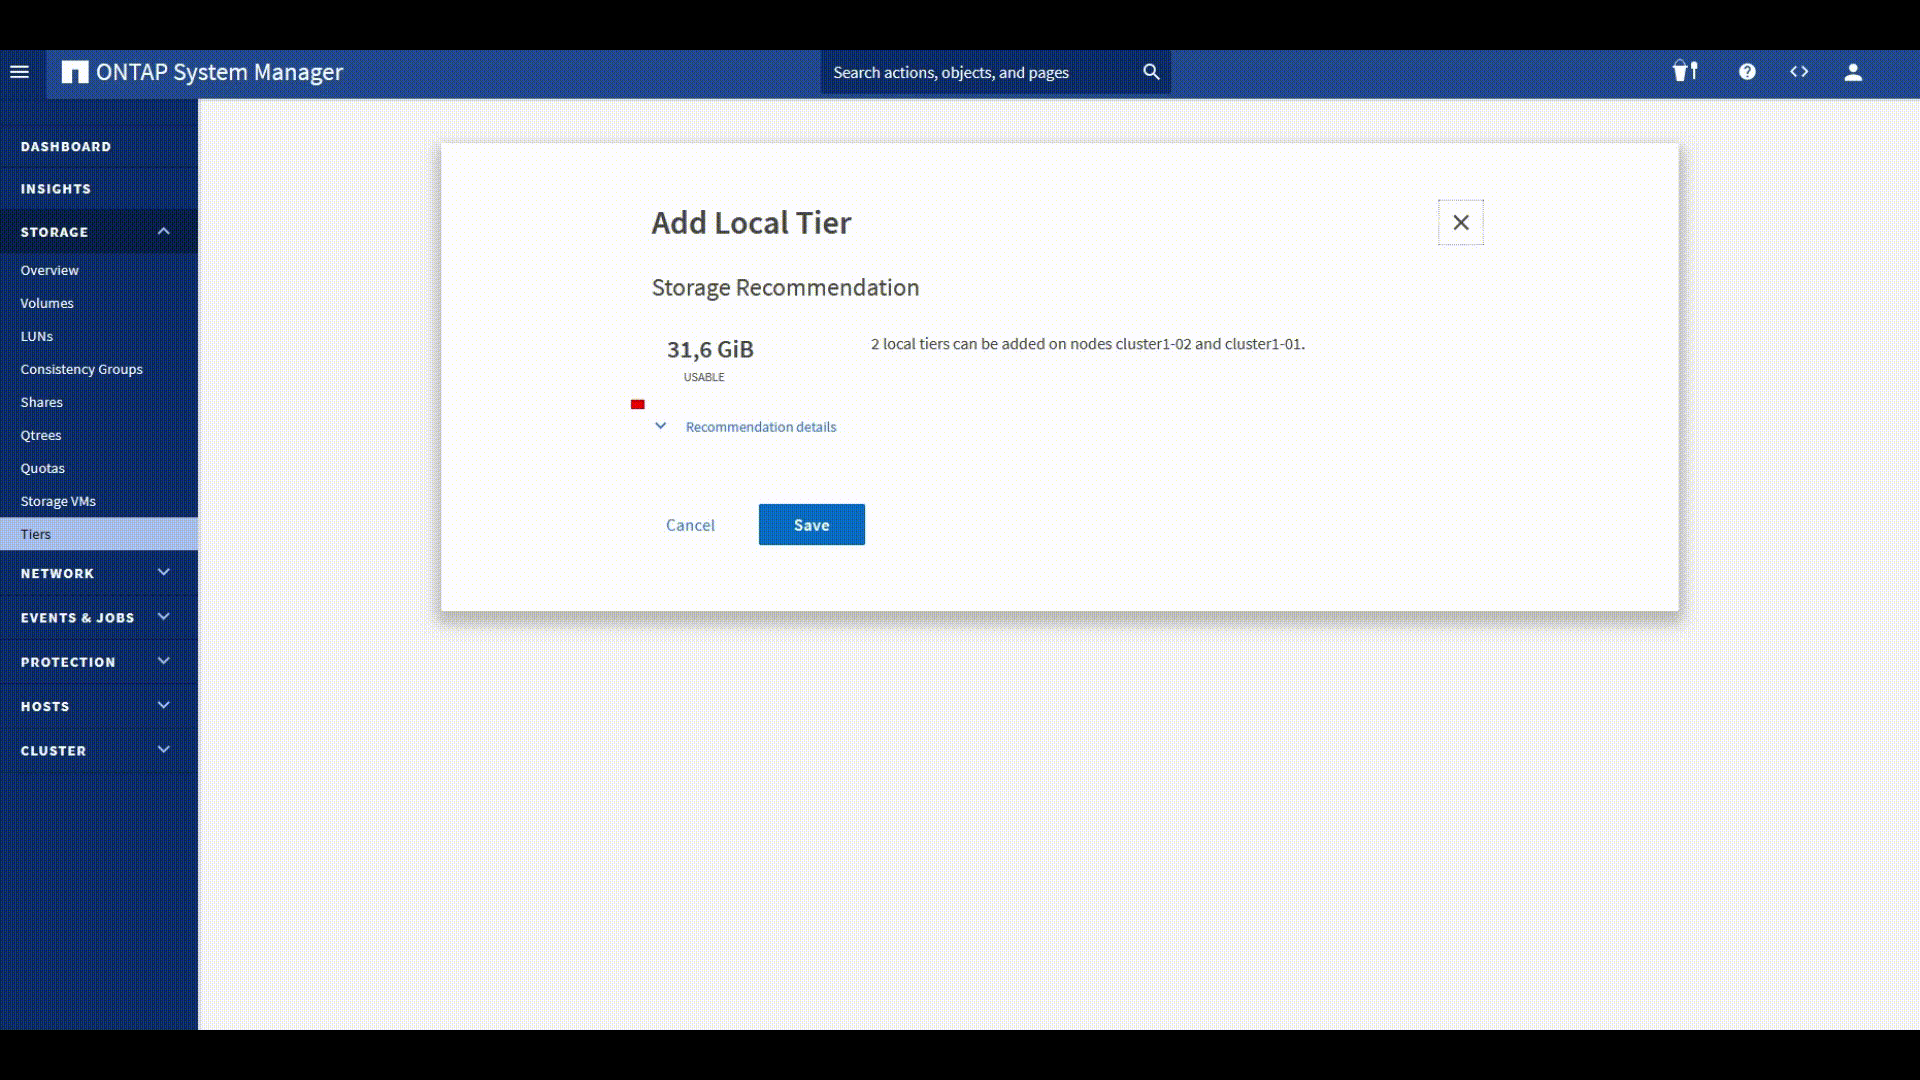 ONTAP System Manager
Search actions, objects, and pages
DASHBOARD
INSIGHTS
STORAGE
Overview
Volumes
LUNs
Consistency Groups
Shares
Qtrees
Quotas
Storage VMs
Tiers
NETWORK
EVENTS & JOBS
PROTECTION
HOSTS
CLUSTER
Add Local Tier
Storage Recommendation
31,6 GiB
USABLE
2 local tiers can be added on nodes cluster1-02 and cluster1-01.
Recommendation details
Cancel
Save